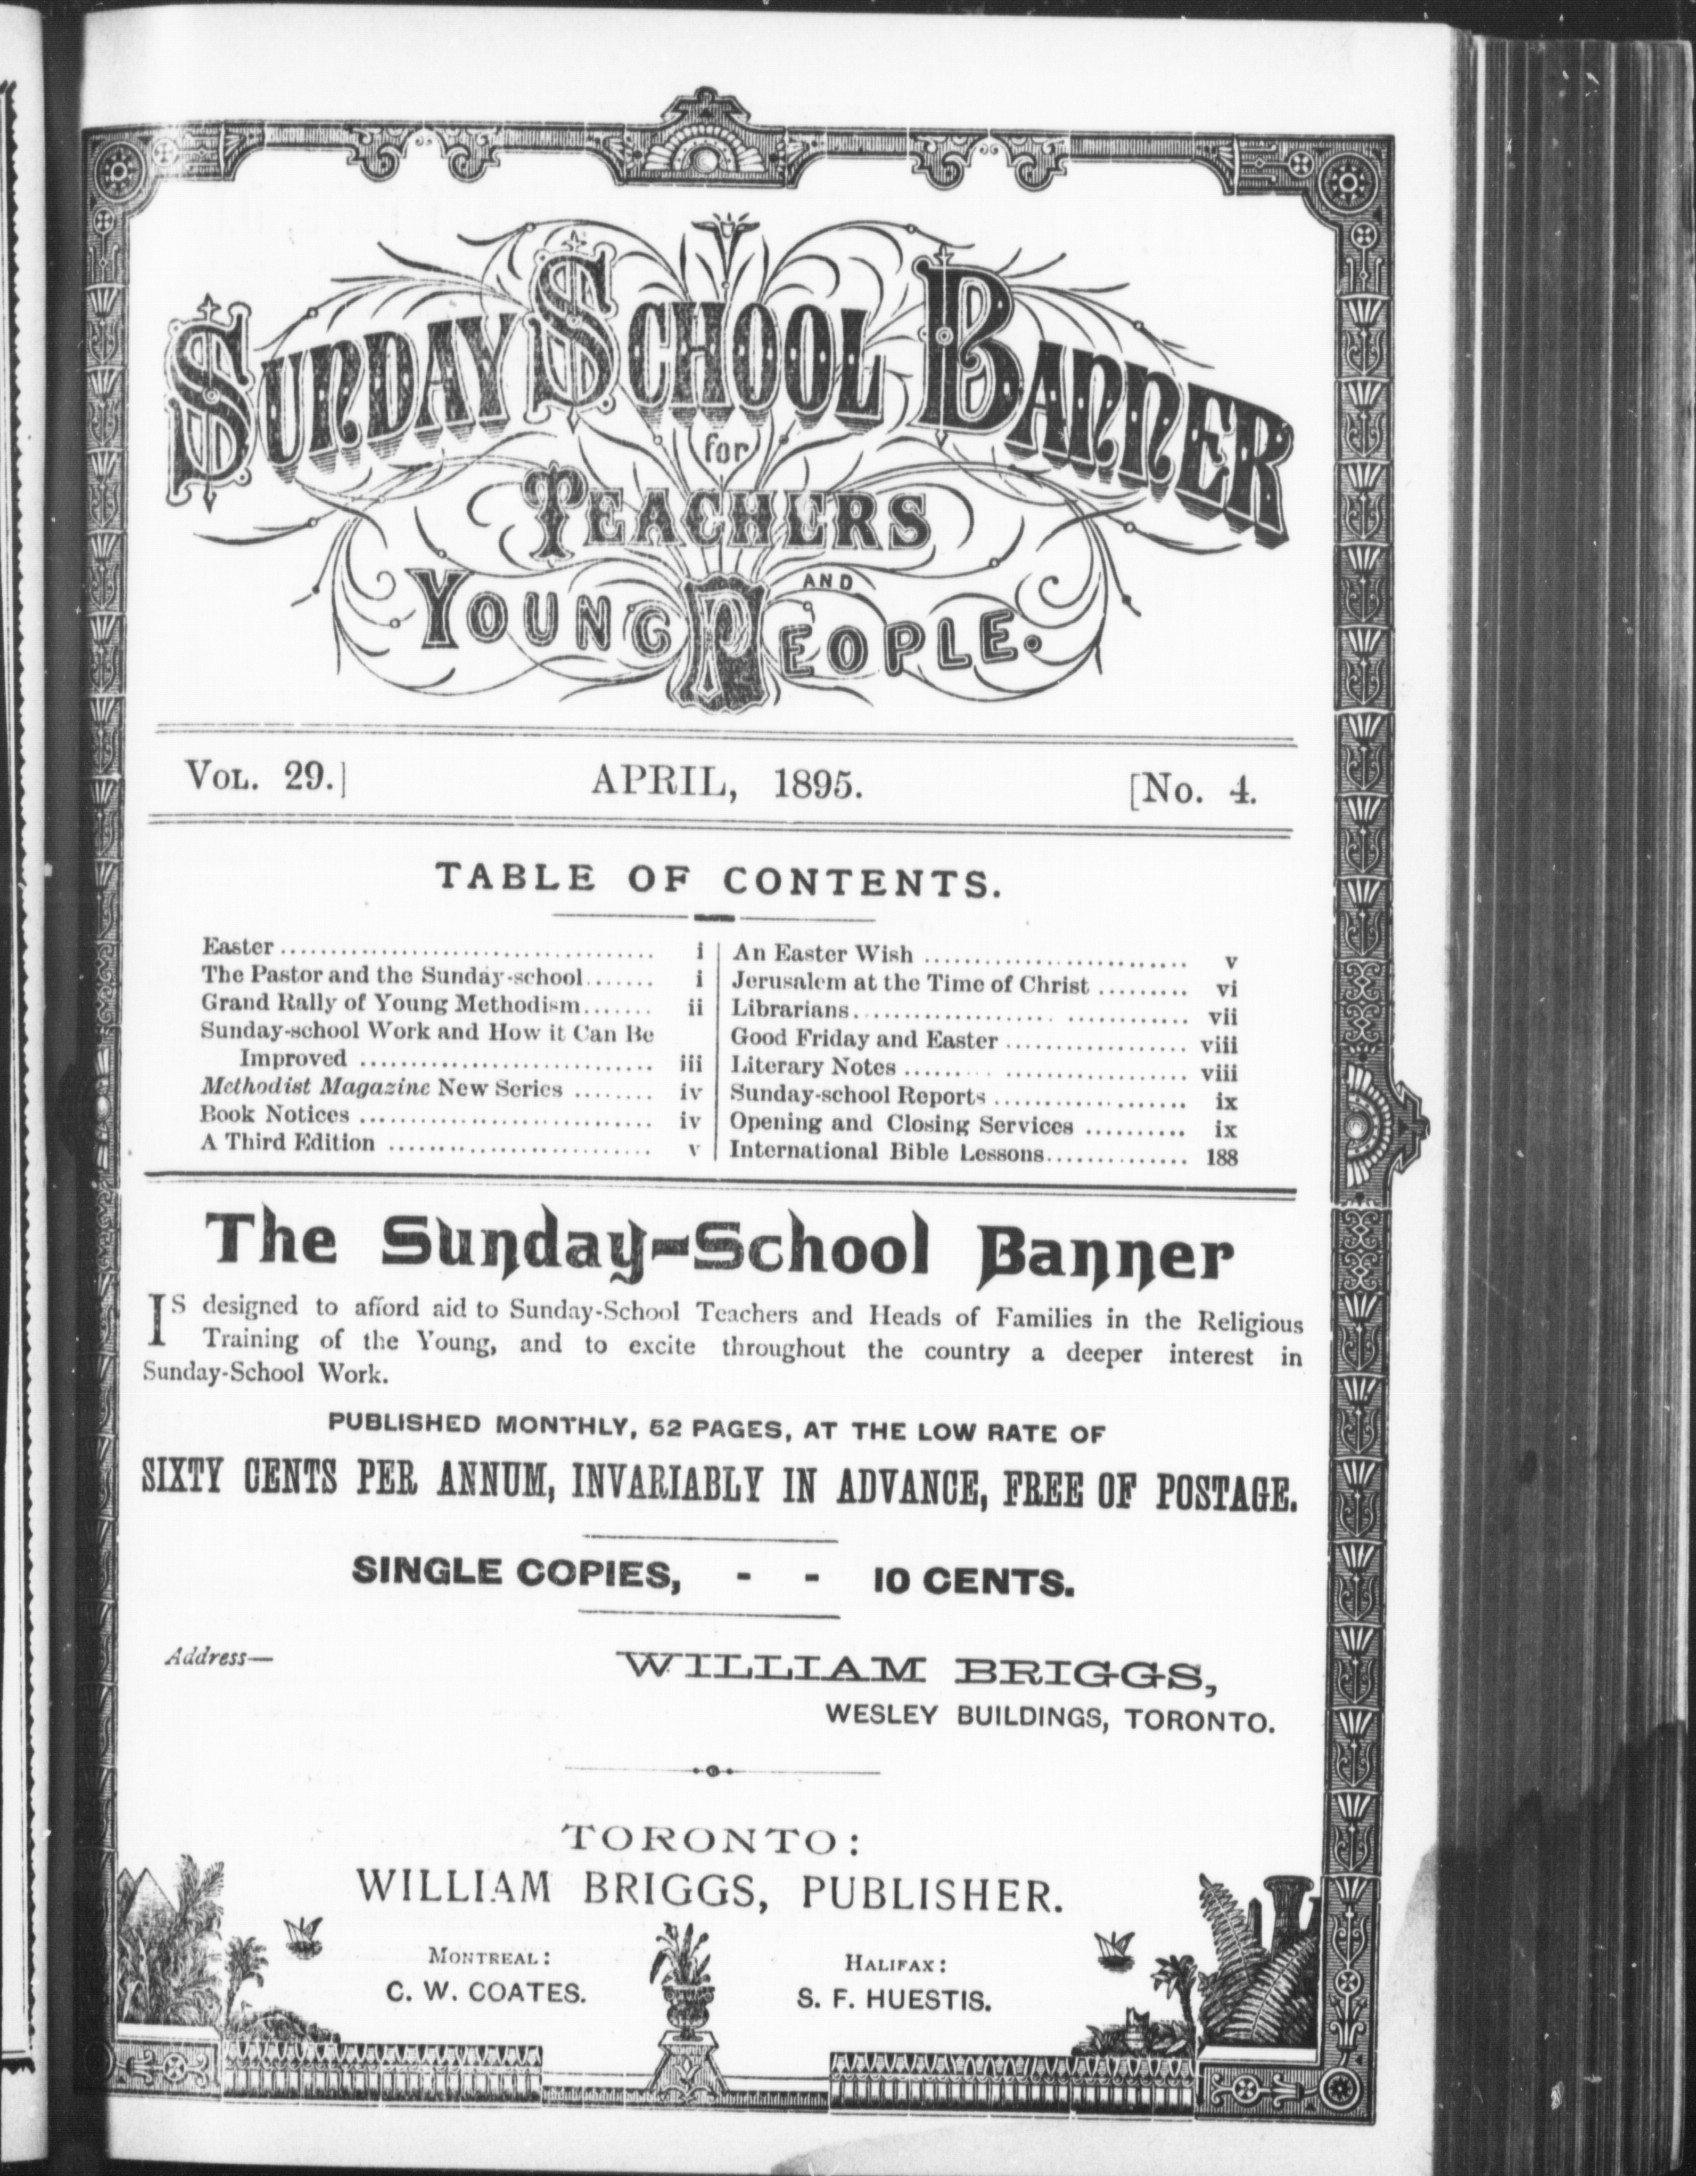 SUNDAY SCHOOL BANNER
for
TEACHERS
AND
YOUNG PEOPLE.
VOL. 29.]
APRIL, 1895.
[No. 4.
TABLE OF CONTENTS.
Easter .................................... i
The Pastor and the Sunday-school....... i
Grand Rally of Young Methodism....... ii
Sunday-school Work and How it Can Be
Improved ............................. iii
Methodist Magazine New Series ........ iv
Book Notices ............................. iv
A Third Edition .......................... v
An Easter Wish .......................... v
Jerusalem at the Time of Christ ......... vi
Librarians.................... ............ vii
Good Friday and Easter .................. viii
Literary Notes ......... .................. viii
Sunday-school Reports ................... ix
Opening and Closing Services .......... ix
International Bible Lessons.............. 188
The Sunday-School Banner
IS designed to afford aid to Sunday-School Teachers and Heads of Families in the Religious
Training of the Young, and to excite throughout the country a deeper interest in
Sunday-School Work.
PUBLISHED MONTHLY, 52 PAGES, AT THE LOW RATE OF
SIXTY CENTS PER ANNUM, INVARIABLY IN ADVANCE, FREE OF POSTAGE.
SINGLE COPIES, - - 10 CENTS.
Address—
WILLIAM BRIGGS,
WESLEY BUILDINGS, TORONTO.
TORONTO:
WILLIAM BRIGGS, PUBLISHER.
MONTREAL:
C. W. COATES.
HALIFAX:
S. F. HUESTIS.